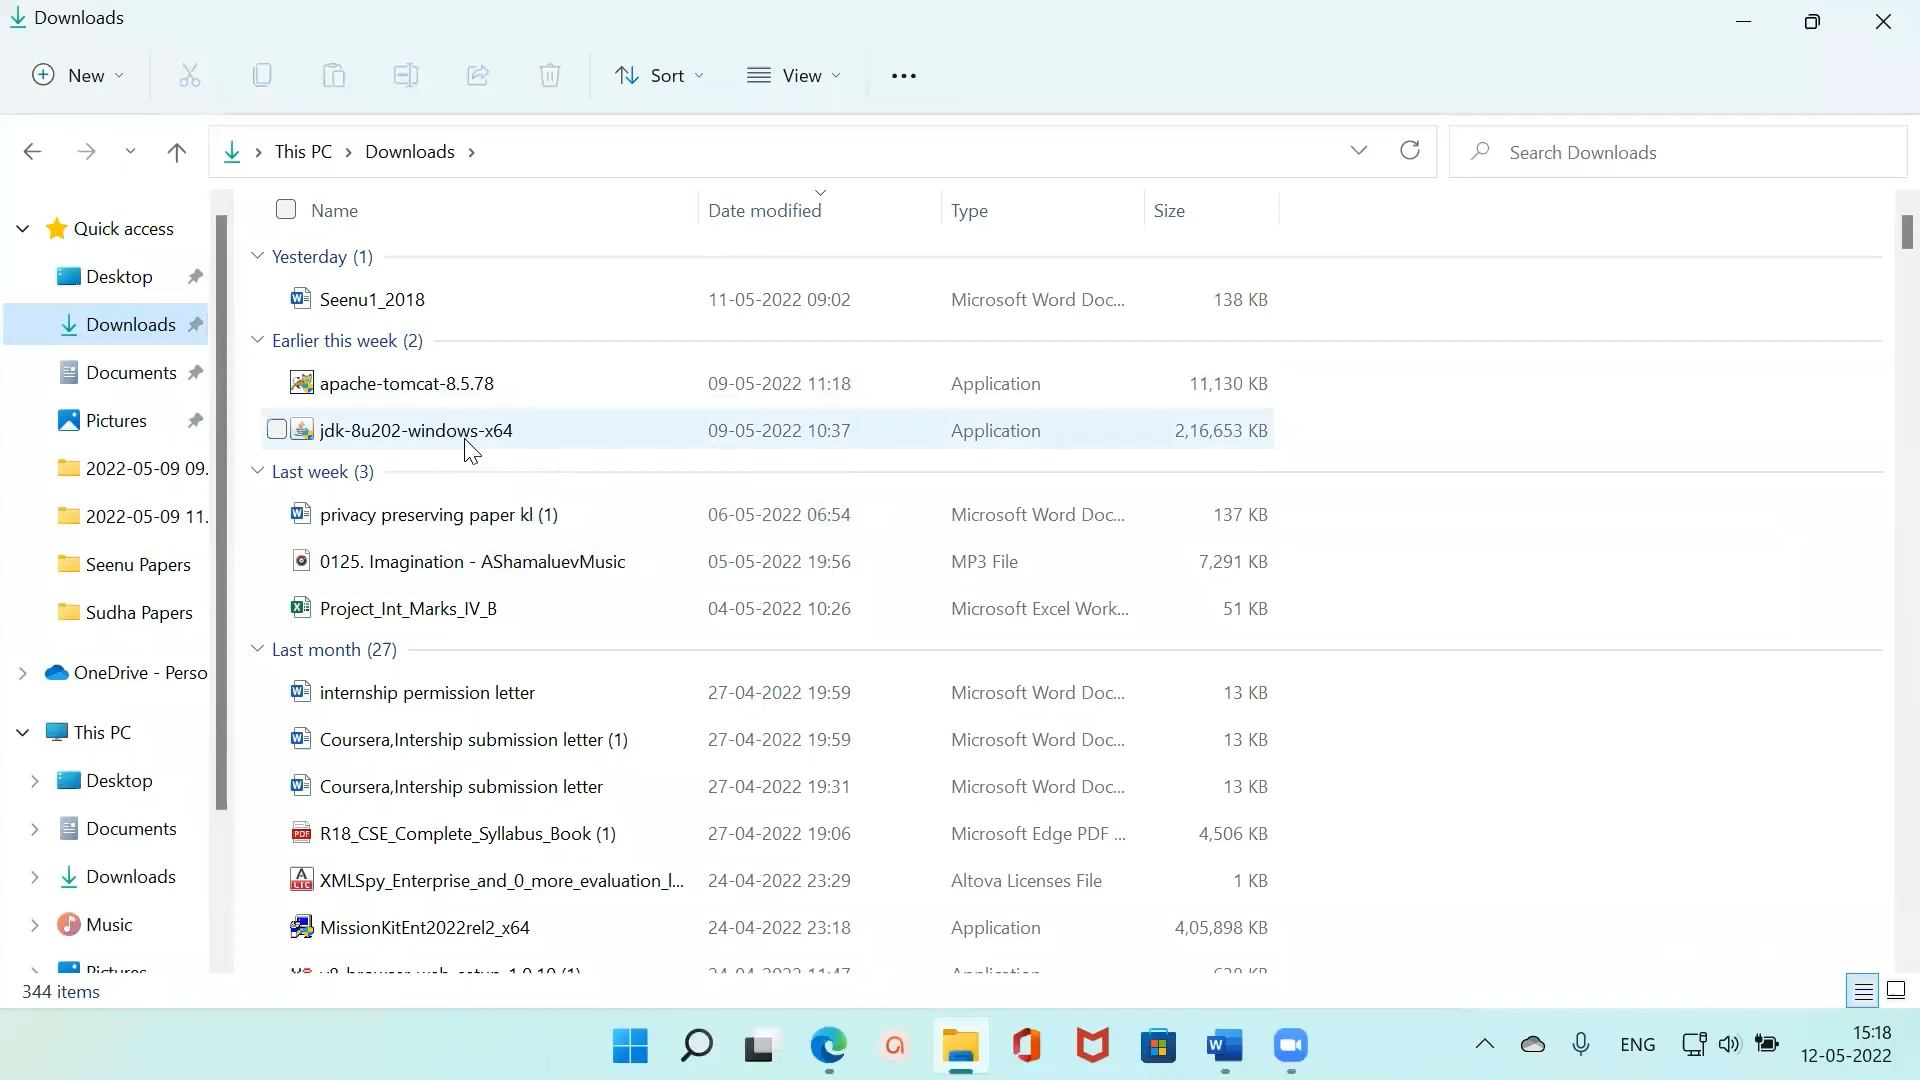 Downloads
New
Sort
View
This PC
Downloads
Search Downloads
Name
Date modified
Type
Size
Quick access
Desktop
Downloads
Documents
Pictures
2022-05-09 09.
2022-05-09 11.
Seenu Papers
Sudha Papers
OneDrive - Perso
This PC
Desktop
Documents
Downloads
Music
Pictures
Yesterday (1)
Seenu1_2018 11-05-2022 09:02 Microsoft Word Doc... 138 KB
Earlier this week (2)
apache-tomcat-8.5.78 09-05-2022 11:18 Application 11,130 KB
jdk-8u202-windows-x64 09-05-2022 10:37 Application 2,16,653 KB
Last week (3)
privacy preserving paper kl (1) 06-05-2022 06:54 Microsoft Word Doc... 137 KB
0125. Imagination - AShamaluevMusic 05-05-2022 19:56 MP3 File 7,291 KB
Project_Int_Marks_IV_B 04-05-2022 10:26 Microsoft Excel Work... 51 KB
Last month (27)
internship permission letter 27-04-2022 19:59 Microsoft Word Doc... 13 KB
Coursera,Intership submission letter (1) 27-04-2022 19:59 Microsoft Word Doc... 13 KB
Coursera,Intership submission letter 27-04-2022 19:31 Microsoft Word Doc... 13 KB
R18_CSE_Complete_Syllabus_Book (1) 27-04-2022 19:06 Microsoft Edge PDF ... 4,506 KB
XMLSpy_Enterprise_and_0_more_evaluation_l... 24-04-2022 23:29 Altova Licenses File 1 KB
MissionKitEnt2022rel2_x64 24-04-2022 23:18 Application 4,05,898 KB
344 items
ENG
15:18
12-05-2022